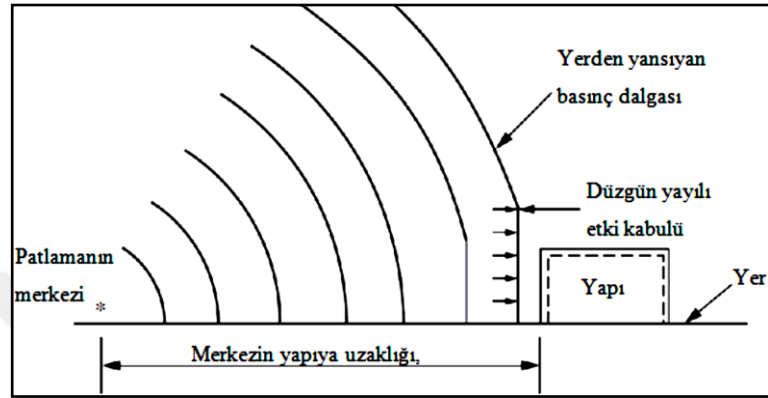 Yerden yansıyan
basınç dalgası
Düzgün yayılı
etki kabulü
Patlamanın
merkezi *
Yapı
Yer
Merkezin yapıya uzaklığı,